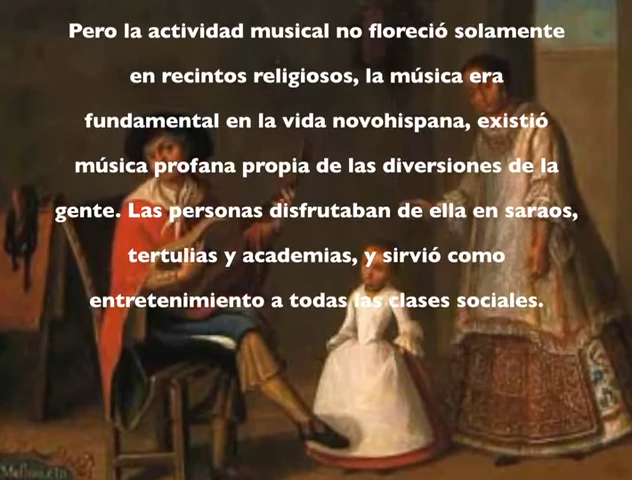 Pero la actividad musical no floreció solamente
en recintos religiosos, la música era
fundamental en la vida novohispana, existió
música profana propia de las diversiones de la
gente. Las personas disfrutaban de ella en saraos,
tertulias y academias, y sirvió como
entretenimiento a todas las clases sociales.